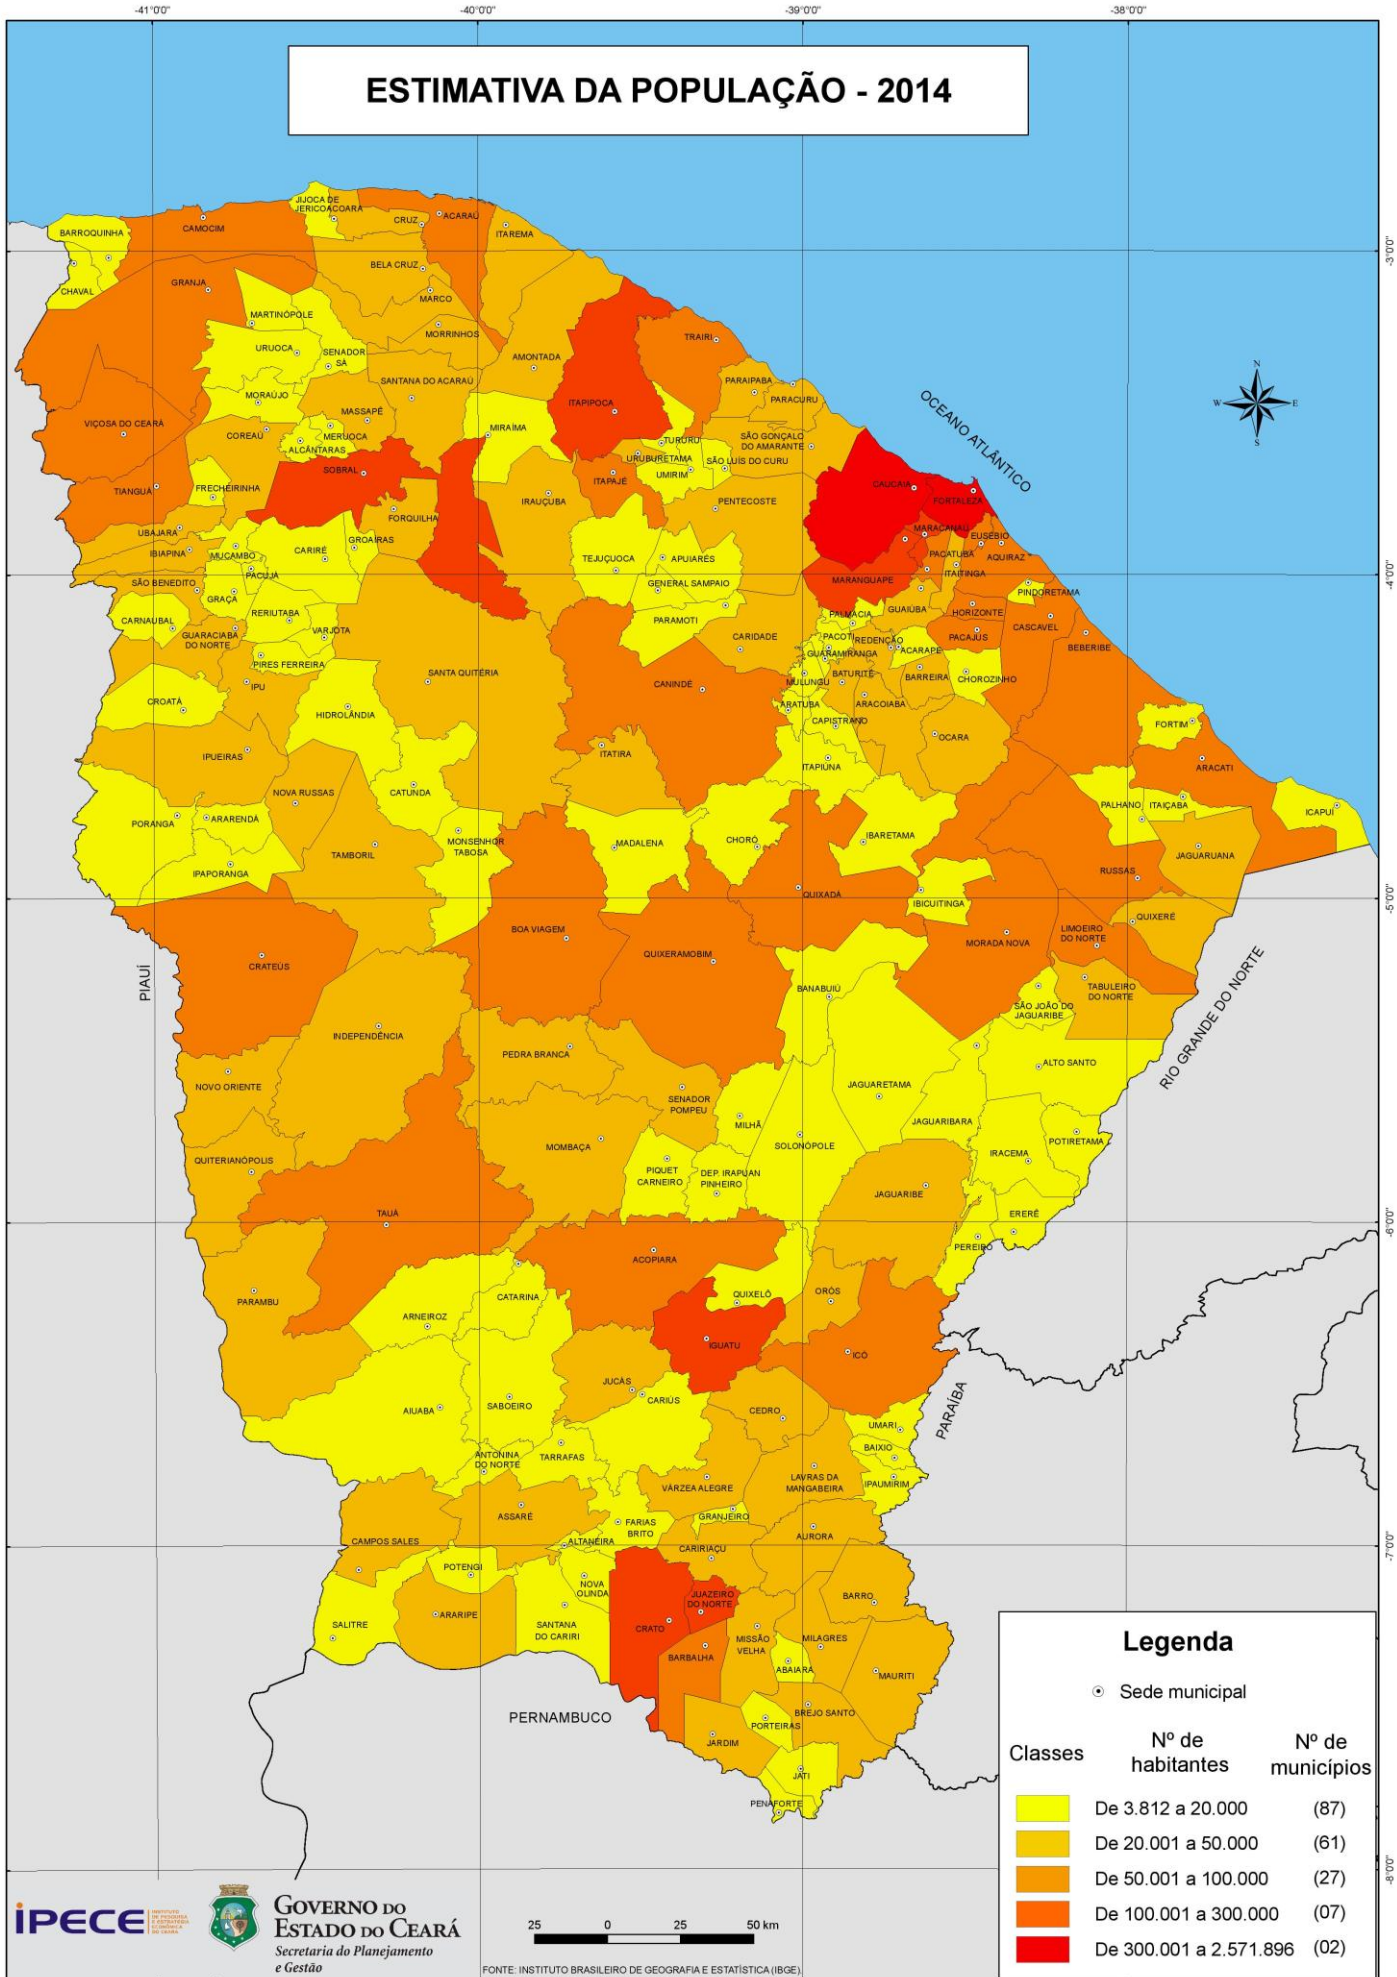 -41°0'0"
-40°0'0"
-39°0'0"
-38°0'0"
ESTIMATIVA DA POPULAÇÃO - 2014
JIJOCA DE
JERICOACOARA
CRUZ
ACARAÚ
ITAREMA
BARROQUINHA
CAMOCIM
-3°0'0"
BELA CRUZ
CHAVAL
GRANJA
MARCO
MARTINÓPOLE
MORRINHOS
URUOCA
SENADOR
SÁ
AMONTADA
TRAIRI
SANTANA DO ACARAÚ
PARAIPABA
PARACURU
MORAÚJO
ITAPIPOCA
OCEANO ATLÂNTICO
N
W
E
S
VIÇOSA DO CEARÁ
MASSAPÊ
COREAÚ
MERUOCA
MIRAÍMA
ALCÂNTARAS
TURURU
SÃO GONÇALO
DO AMARANTE
URUBURETAMA
SÃO LUÍS DO CURU
SOBRAL
UMIRIM
TIANGUÁ
FRECHEIRINHA
ITAPAJÉ
CAUCAIA
FORTALEZA
IRAUÇUBA
PENTECOSTE
FORQUILHA
UBAJARA
MARACANAÚ
EUSÉBIO
GROAÍRAS
IBIAPINA
MUCAMBO
CARIRÉ
TEJUÇUOCA
APUIARÉS
PACATUBA
AQUIRAZ
PACUJÁ
ITAITINGA
SÃO BENEDITO
GENERAL SAMPAIO
MARANGUAPE
-4°0'0"
GRAÇA
PINDORETAMA
RERIUTABA
PALMÁCIA
GUAIÚBA
HORIZONTE
CARNAUBAL
PARAMOTI
CASCAVEL
GUARACIABA
DO NORTE
VARJOTA
CARIDADE
PACOTI
REDENÇÃO
PACAJUS
BEBERIBE
GUARAMIRANGA
ACARAPE
PIRES FERREIRA
MULUNGU
BATURITÉ
BARREIRA
CHOROZINHO
SANTA QUITÉRIA
CANINDÉ
IPU
CROATÁ
ARATUBA
ARACOIABA
HIDROLÂNDIA
CAPISTRANO
FORTIM
OCARA
IPUEIRAS
ITATIRA
ITAPIÚNA
ARACATI
NOVA RUSSAS
CATUNDA
PALHANO
ITAIÇABA
ICAPUÍ
PORANGA
ARARENDÁ
MONSENHOR
TABOSA
MADALENA
CHORÓ
IBARETAMA
TAMBORIL
JAGUARUANA
IPAPORANGA
RUSSAS
QUIXADÁ
-5°0'0"
IBICUITINGA
QUIXERÉ
LIMOEIRO
DO NORTE
BOA VIAGEM
MORADA NOVA
QUIXERAMOBIM
CRATEÚS
PIAUÍ
RIO GRANDE DO NORTE
BANABUIÚ
TABULEIRO
DO NORTE
SÃO JOÃO DO
JAGUARIBE
INDEPENDÊNCIA
PEDRA BRANCA
ALTO SANTO
NOVO ORIENTE
JAGUARETAMA
SENADOR
POMPEU
MILHÃ
JAGUARIBARA
MOMBAÇA
SOLONÓPOLE
POTIRETAMA
QUITERIANÓPOLIS
IRACEMA
PIQUET
CARNEIRO
DEP. IRAPUAN
PINHEIRO
JAGUARIBE
TAUÁ
ERERÊ
-6°0'0"
ACOPIARA
PEREIRO
PARAMBU
CATARINA
QUIXELÔ
ORÓS
ARNEIROZ
IGUATU
ICÓ
JUCÁS
AIUABA
SABOEIRO
CARIÚS
CEDRO
PARAÍBA
UMARI
BAIXIO
ANTONINA
DO NORTE
TARRAFAS
LAVRAS DA
MANGABEIRA
IPAUMIRIM
VÁRZEA ALEGRE
ASSARÉ
GRANJEIRO
FARIAS
BRITO
AURORA
CAMPOS SALES
ALTANEIRA
CARIRIAÇU
-7°0'0"
POTENGI
NOVA
OLINDA
JUAZEIRO
DO NORTE
BARRO
SALITRE
ARARIPE
SANTANA
DO CARIRI
CRATO
MISSÃO
VELHA
MILAGRES
BARBALHA
ABAIARA
MAURITI
PERNAMBUCO
BREJO SANTO
PORTEIRAS
JARDIM
JATI
PENAFORTE
-8°0'0"
Legenda
Sede municipal
Classes
Nº de
habitantes
Nº de
municípios
De 3.812 a 20.000 (87)
De 20.001 a 50.000 (61)
De 50.001 a 100.000 (27)
De 100.001 a 300.000 (07)
De 300.001 a 2.571.896 (02)
IPECE
INSTITUTO
DE PESQUISA
E ESTRATÉGIA
ECONÔMICA
DO CEARÁ
GOVERNO DO
ESTADO DO CEARÁ
Secretaria do Planejamento
e Gestão
25 0 25 50 km
FONTE: INSTITUTO BRASILEIRO DE GEOGRAFIA E ESTATÍSTICA (IBGE).